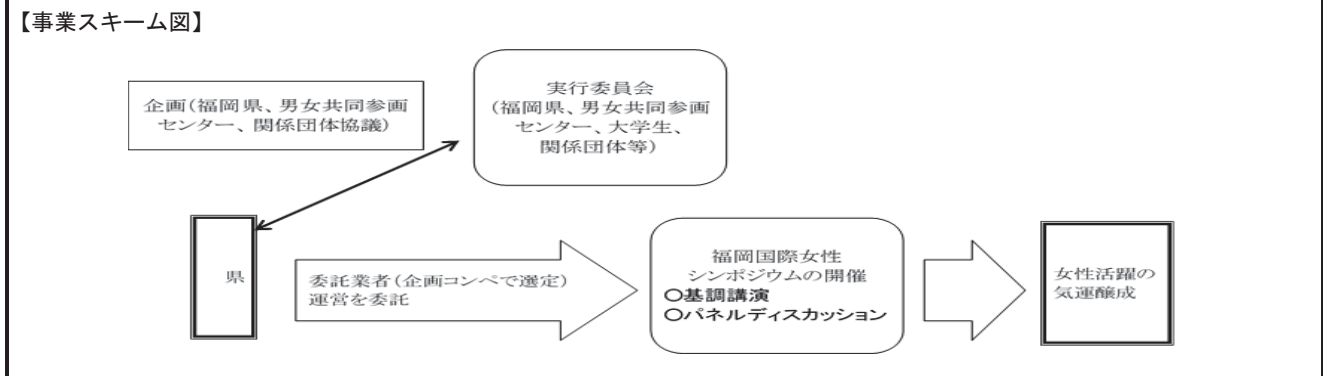 【事業スキーム図】
企画(福岡県、男女共同参画
センター、関係団体協議)
実行委員会
(福岡県、男女共同参画
センター、大学生、
関係団体等)
県
委託業者(企画コンペで選定)
運営を委託
福岡国際女性
シンポジウムの開催
○基調講演
○パネルディスカッション
女性活躍の
気運醸成